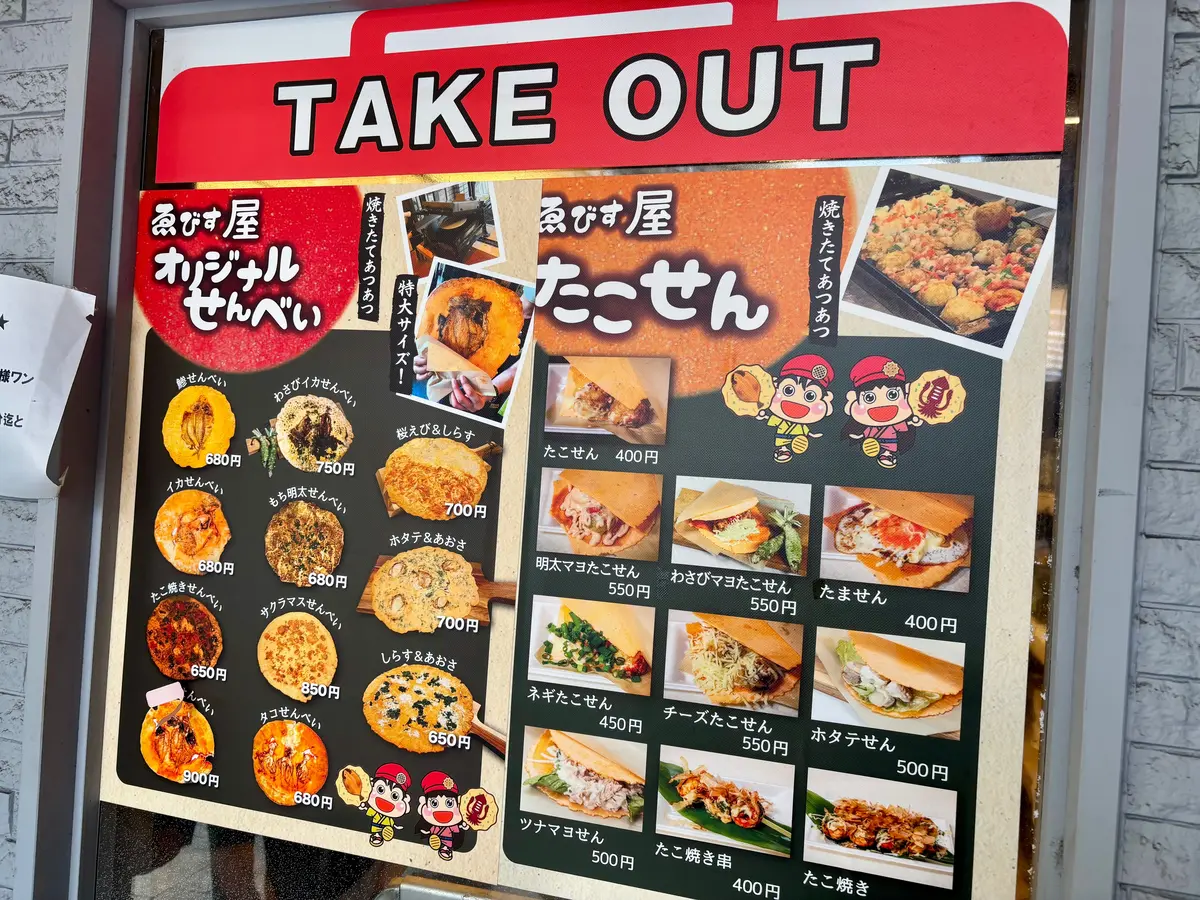 TAKE OUT
ゑびす屋
オリジナル
せんべい
焼きたてあつあつ
特大サイズ！
鯵せんべい
680円
わさびイカせんべい
750円
桜えび&しらす
700円
イカせんべい
680円
もち明太せんべい
680円
ホタテ&あおさ
700円
たこ焼きせんべい
650円
サクラマスせんべい
850円
しらす&あおさ
650円
んべい
900円
タコせんべい
680円
ゑびす屋
たこせん
焼きたてあつあつ
たこせん 400円
明太マヨたこせん
550円
わさびマヨたこせん
550円
たません
400円
ネギたこせん
450円
チーズたこせん
550円
ホタテせん
500円
ツナマヨせん
500円
たこ焼き串
400円
たこ焼き
★
様ワン
迄と